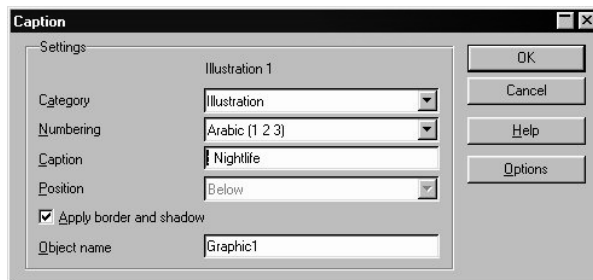 Caption
Settings
Illustration 1
Category Illustration
Numbering Arabic (1 2 3)
Caption : Nightlife
Position Below
Apply border and shadow
Object name Graphic1
OK
Cancel
Help
Options